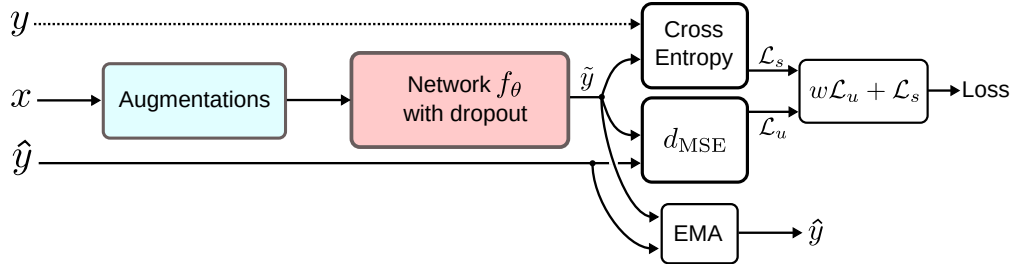 y
x
Augmentations
Network f_θ
with dropout
ỹ
Cross
Entropy
ℒ_s
wℒ_u + ℒ_s
Loss
ŷ
d_MSE
ℒ_u
EMA
ŷ